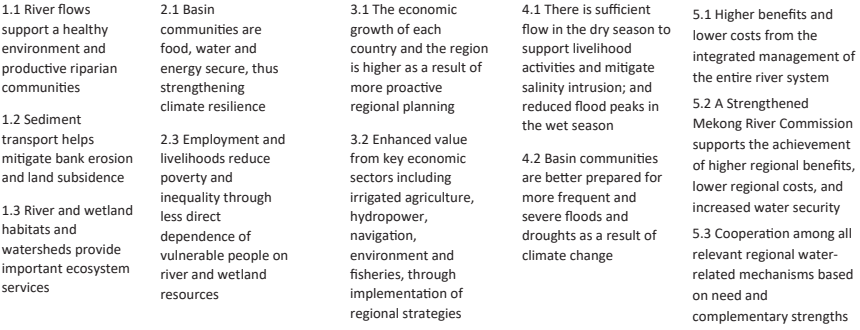 1.1 River flows
support a healthy
environment and
productive riparian
communities
1.2 Sediment
transport helps
mitigate bank erosion
and land subsidence
1.3 River and wetland
habitats and
watersheds provide
important ecosystem
services
2.1 Basin
communities are
food, water and
energy secure, thus
strengthening
climate resilience
2.3 Employment and
livelihoods reduce
poverty and
inequality through
less direct
dependence of
vulnerable people on
river and wetland
resources
3.1 The economic
growth of each
country and the region
is higher as a result of
more proactive
regional planning
3.2 Enhanced value
from key economic
sectors including
irrigated agriculture,
hydropower,
navigation,
environment and
fisheries, through
implementation of
regional strategies
4.1 There is sufficient
flow in the dry season to
support livelihood
activities and mitigate
salinity intrusion; and
reduced flood peaks in
the wet season
4.2 Basin communities
are better prepared for
more frequent and
severe floods and
droughts as a result of
climate change
5.1 Higher benefits and
lower costs from the
integrated management of
the entire river system
5.2 A Strengthened
Mekong River Commission
supports the achievement
of higher regional benefits,
lower regional costs, and
increased water security
5.3 Cooperation among all
relevant regional water-
related mechanisms based
on need and
complementary strengths